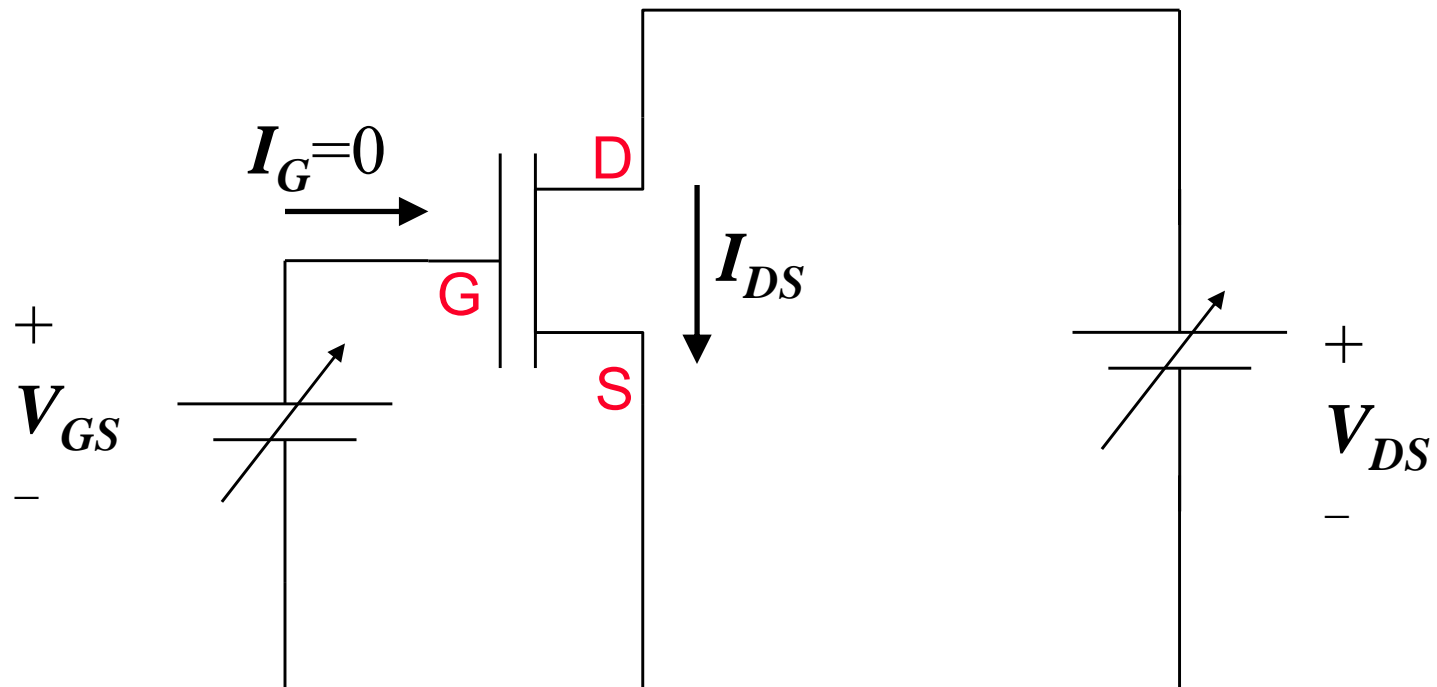 I_G=0
D
G
I_DS
S
+
V_GS
–
+
V_DS
–